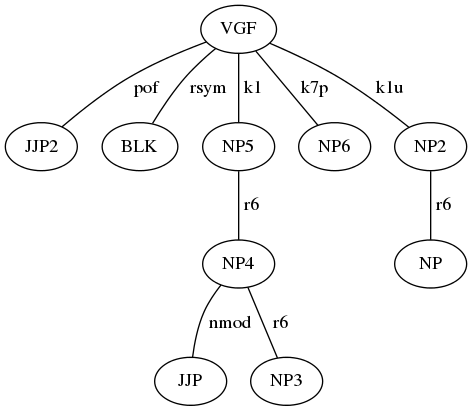 VGF
pof rsym k1 k7p k1u
JJP2 BLK NP5 NP6 NP2
r6 r6
NP4 NP
nmod r6
JJP NP3